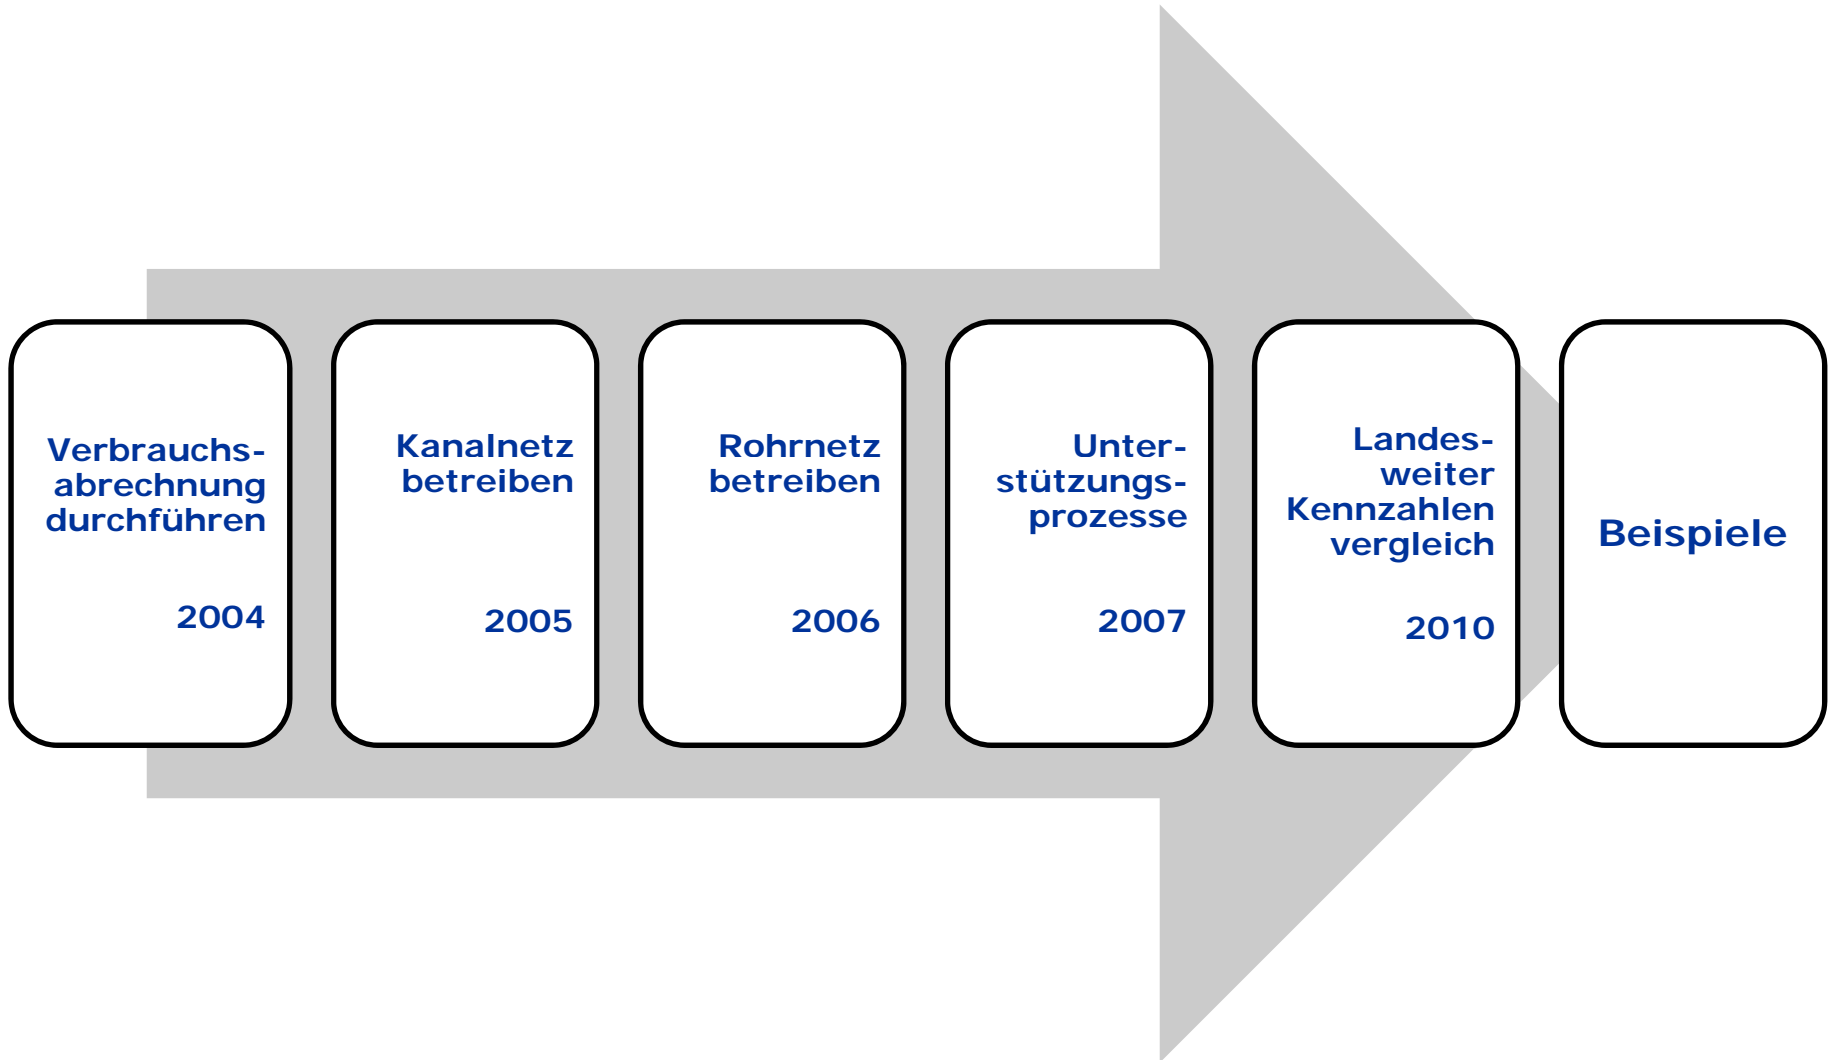 Verbrauchs-
abrechnung
durchführen
2004
Kanalnetz
betreiben
2005
Rohrnetz
betreiben
2006
Unter-
stützungs-
prozesse
2007
Landes-
weiter
Kennzahlen
vergleich
2010
Beispiele